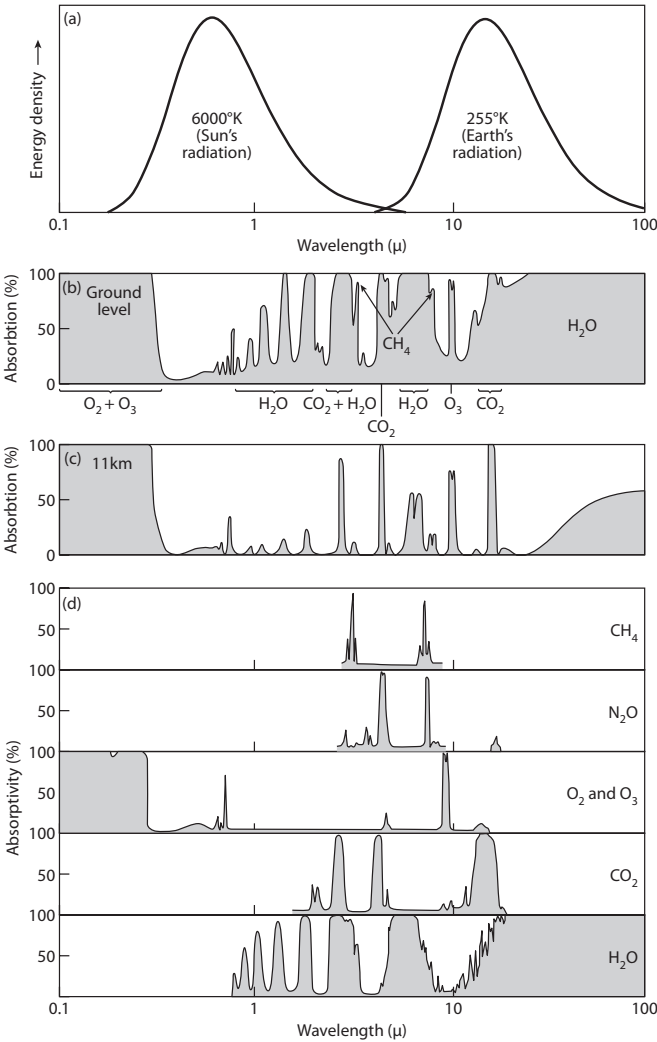 (a)
Energy density →
6000°K
(Sun's
radiation)
255°K
(Earth's
radiation)
0.1 1 10 100
Wavelength (μ)
(b)
Absorbtion (%)
100
50
0
Ground
level
CH4
H2O
O2 + O3 H2O CO2 + H2O H2O O3 CO2
CO2
(c)
Absorbtion (%)
100
50
0
11km
(d)
Absorptivity (%)
100
50
CH4
100
50
N2O
100
50
O2 and O3
100
50
CO2
100
50
H2O
0.1 1 10 100
Wavelength (μ)